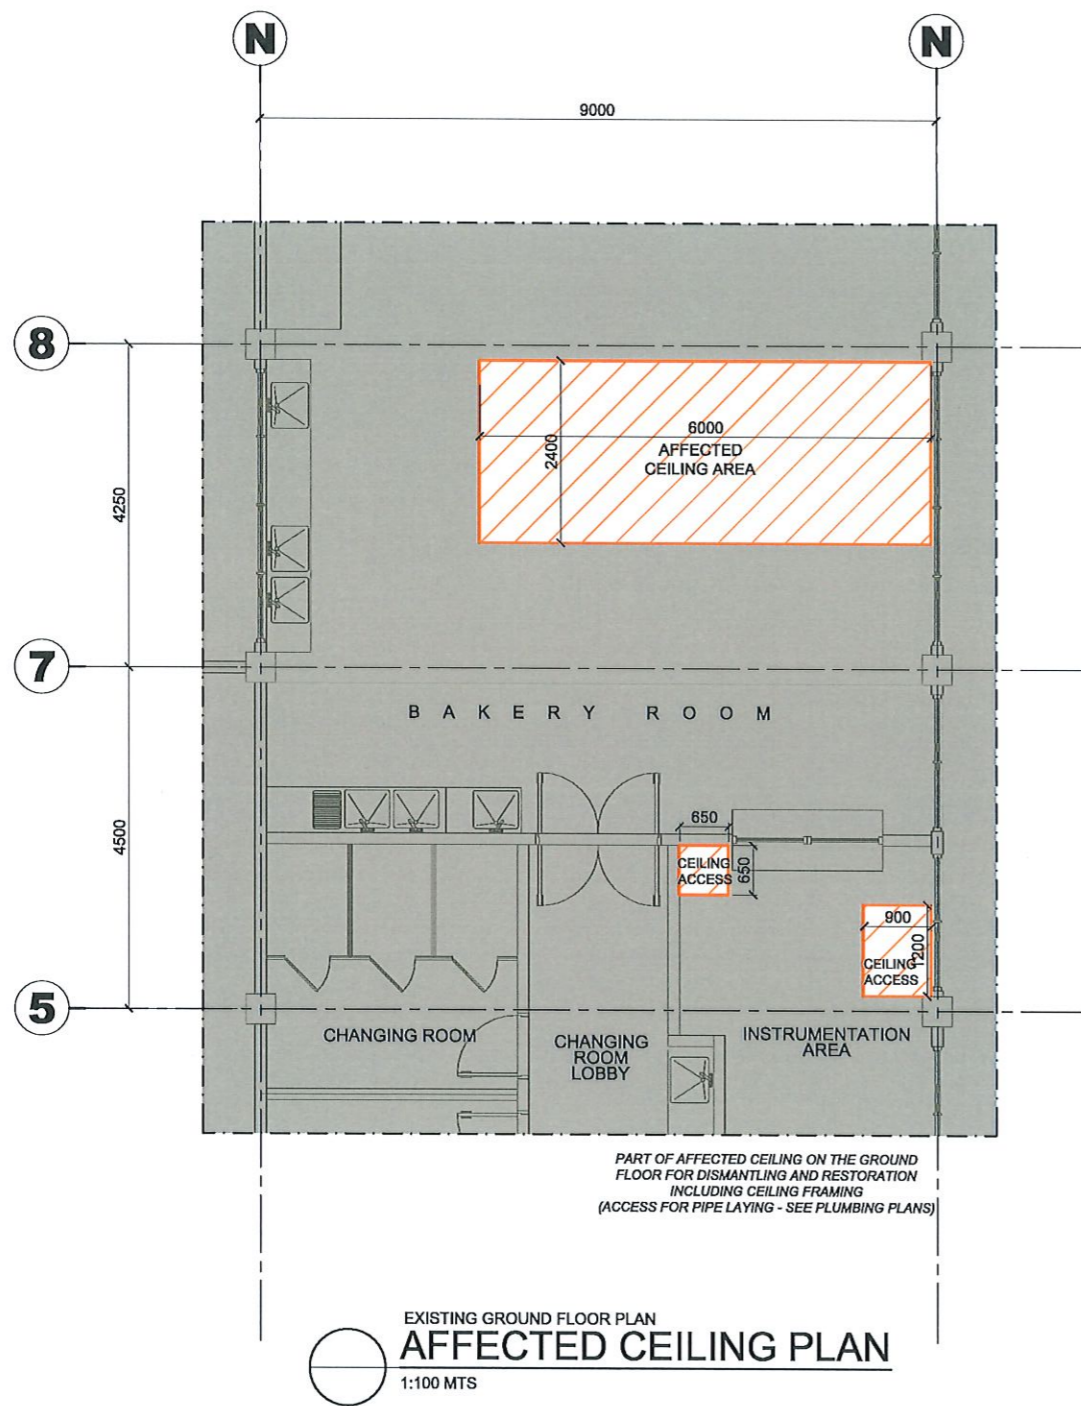 N
N
9000
8
6000
AFFECTED
CEILING AREA
2400
4250
7
BAKERY ROOM
4500
650
CEILING
ACCESS
650
900
1200
CEILING
ACCESS
5
CHANGING ROOM
CHANGING
ROOM
LOBBY
INSTRUMENTATION
AREA
PART OF AFFECTED CEILING ON THE GROUND
FLOOR FOR DISMANTLING AND RESTORATION
INCLUDING CEILING FRAMING
(ACCESS FOR PIPE LAYING - SEE PLUMBING PLANS)
EXISTING GROUND FLOOR PLAN
AFFECTED CEILING PLAN
1:100 MTS